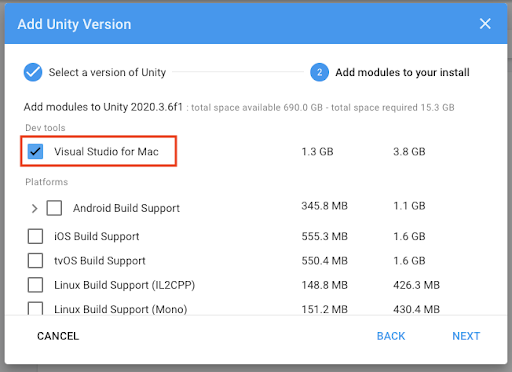 Add Unity Version
Select a version of Unity 2 Add modules to your install
Add modules to Unity 2020.3.6f1 : total space available 690.0 GB - total space required 15.3 GB
Dev tools
Visual Studio for Mac 1.3 GB 3.8 GB
Platforms
Android Build Support 345.8 MB 1.1 GB
iOS Build Support 555.3 MB 1.6 GB
tvOS Build Support 550.4 MB 1.6 GB
Linux Build Support (IL2CPP) 148.8 MB 426.3 MB
Linux Build Support (Mono) 151.2 MB 430.4 MB
CANCEL BACK NEXT